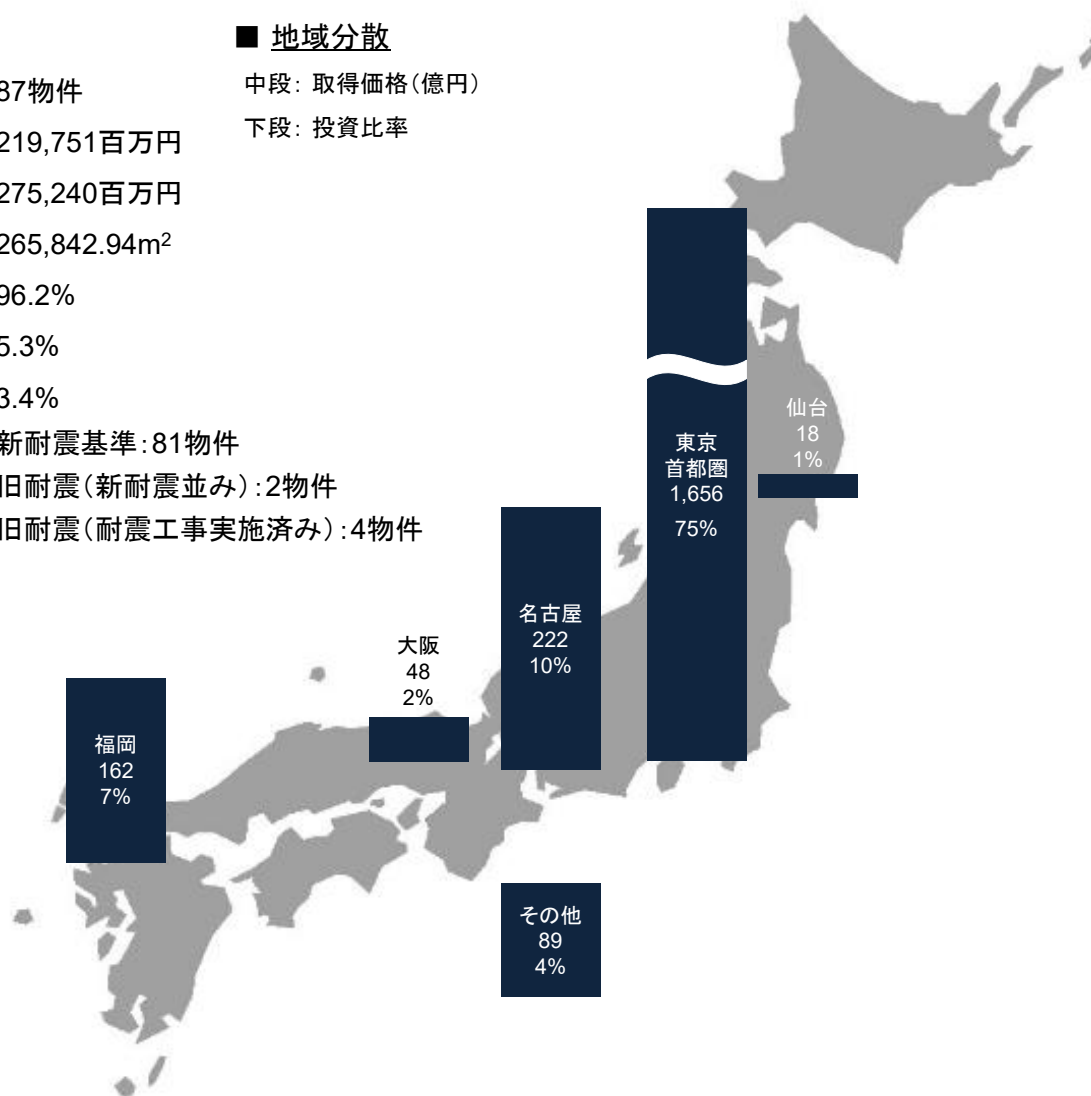 87物件
219,751百万円
275,240百万円
265,842.94m²
96.2%
5.3%
3.4%
新耐震基準：81物件
旧耐震（新耐震並み）：2物件
旧耐震（耐震工事実施済み）：4物件
■ 地域分散
中段： 取得価格（億円）
下段： 投資比率
仙台
18
1%
東京
首都圏
1,656
75%
名古屋
222
10%
大阪
48
2%
福岡
162
7%
その他
89
4%